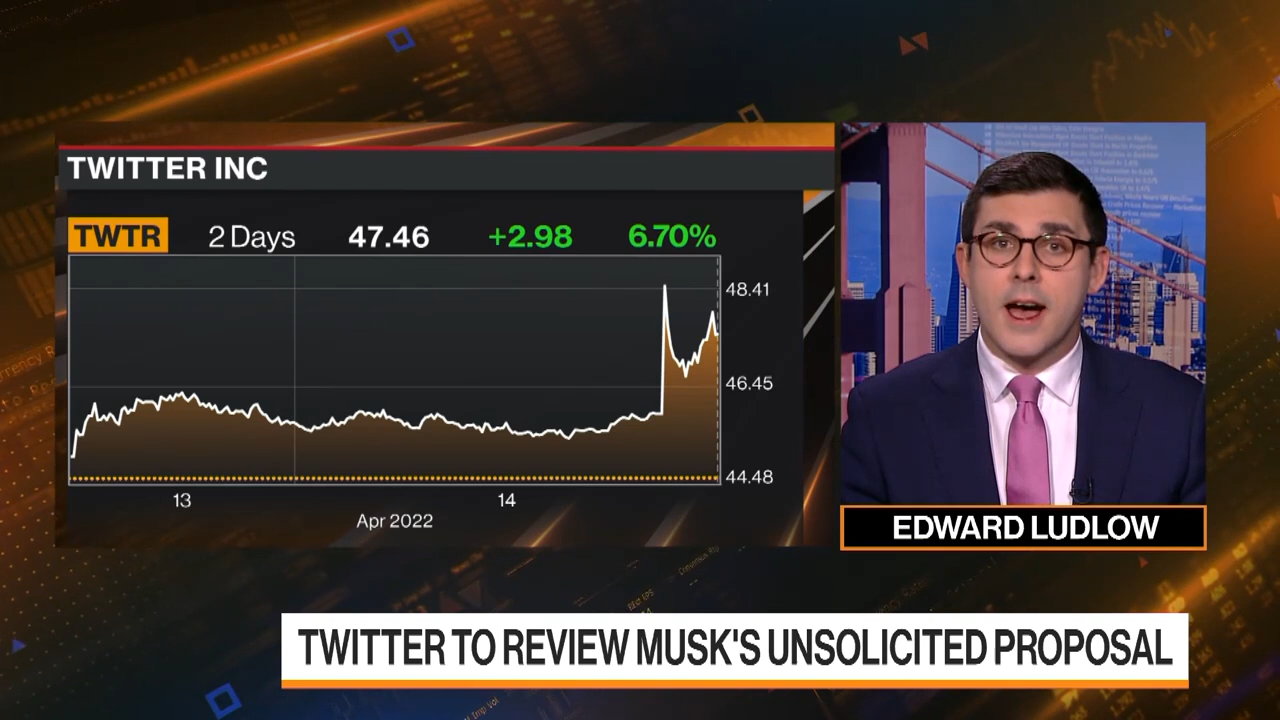 TWITTER INC
TWTR 2 Days 47.46 +2.98 6.70%
48.41
46.45
44.48
13 14
Apr 2022
EDWARD LUDLOW
TWITTER TO REVIEW MUSK'S UNSOLICITED PROPOSAL